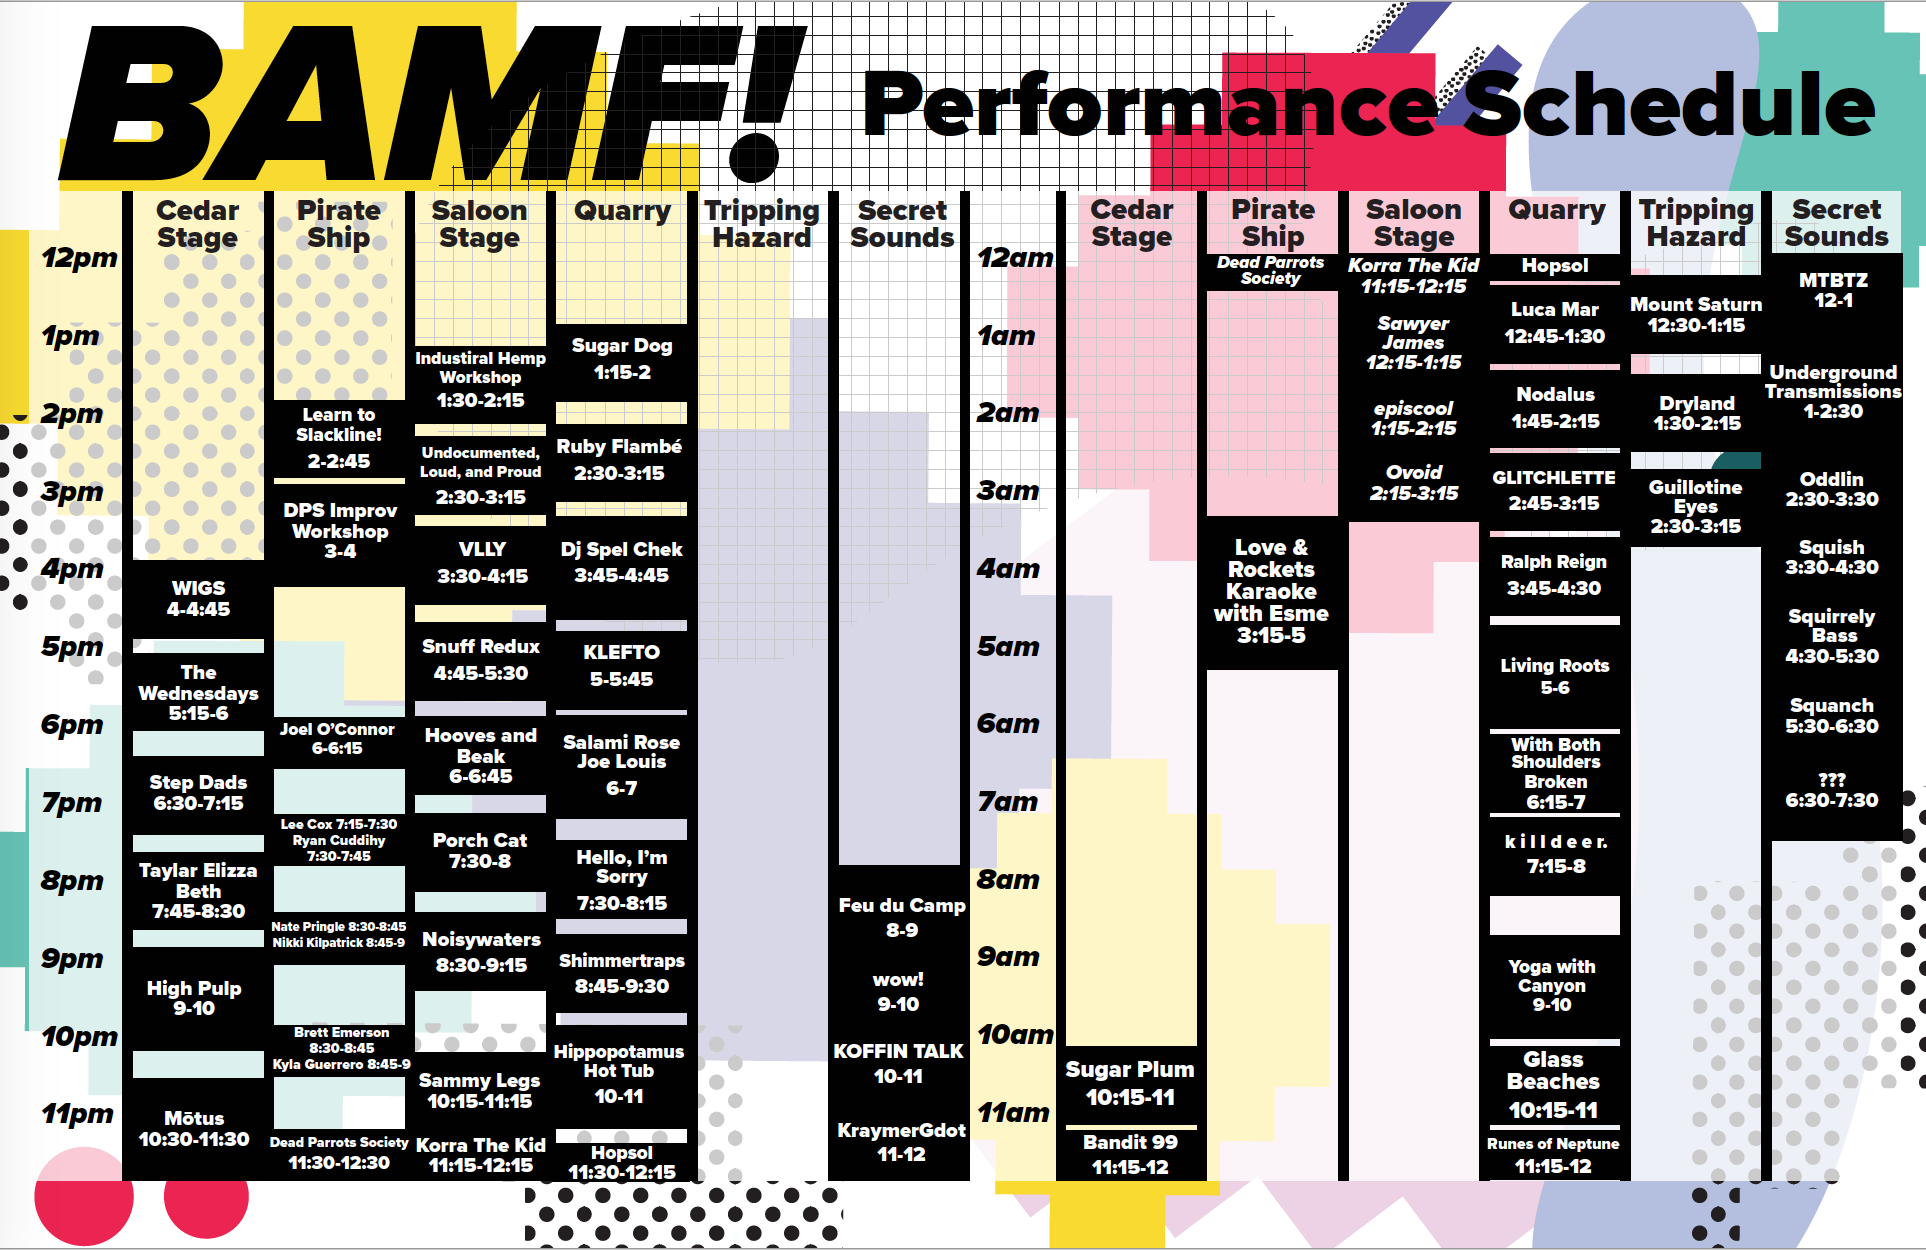 BAMF!
Performance Schedule
Cedar
Stage
Pirate
Ship
Saloon
Stage
Quarry
Tripping
Hazard
Secret
Sounds
12pm
1pm
2pm
3pm
4pm
5pm
6pm
7pm
8pm
9pm
10pm
11pm
WIGS
4-4:45
The
Wednesdays
5:15-6
Step Dads
6:30-7:15
Taylar Elizza
Beth
7:45-8:30
High Pulp
9-10
Mōtus
10:30-11:30
Learn to
Slackline!
2-2:45
DPS Improv
Workshop
3-4
Joel O'Connor
6-6:15
Lee Cox 7:15-7:30
Ryan Cuddihy
7:30-7:45
Nate Pringle 8:30-8:45
Nikki Kilpatrick 8:45-9
Brett Emerson
8:30-8:45
Kyla Guerrero 8:45-9
Dead Parrots Society
11:30-12:30
Industiral Hemp
Workshop
1:30-2:15
Undocumented,
Loud, and Proud
2:30-3:15
VLLY
3:30-4:15
Snuff Redux
4:45-5:30
Hooves and
Beak
6-6:45
Porch Cat
7:30-8
Noisywaters
8:30-9:15
Sammy Legs
10:15-11:15
Korra The Kid
11:15-12:15
Sugar Dog
1:15-2
Ruby Flambé
2:30-3:15
Dj Spel Chek
3:45-4:45
KLEFTO
5-5:45
Salami Rose
Joe Louis
6-7
Hello, I'm
Sorry
7:30-8:15
Shimmertraps
8:45-9:30
Hippopotamus
Hot Tub
10-11
Hopsol
11:30-12:15
Feu du Camp
8-9
wow!
9-10
KOFFIN TALK
10-11
KraymerGdot
11-12
Cedar
Stage
Pirate
Ship
Saloon
Stage
Quarry
Tripping
Hazard
Secret
Sounds
12am
1am
2am
3am
4am
5am
6am
7am
8am
9am
10am
11am
Sugar Plum
10:15-11
Bandit 99
11:15-12
Dead Parrots
Society
Love &
Rockets
Karaoke
with Esme
3:15-5
Korra The Kid
11:15-12:15
Sawyer
James
12:15-1:15
episcool
1:15-2:15
Ovoid
2:15-3:15
Hopsol
Luca Mar
12:45-1:30
Nodalus
1:45-2:15
GLITCHLETTE
2:45-3:15
Ralph Reign
3:45-4:30
Living Roots
5-6
With Both
Shoulders
Broken
6:15-7
killdeer.
7:15-8
Yoga with
Canyon
9-10
Glass
Beaches
10:15-11
Runes of Neptune
11:15-12
Mount Saturn
12:30-1:15
Dryland
1:30-2:15
Guillotine
Eyes
2:30-3:15
MTBTZ
12-1
Underground
Transmissions
1-2:30
Oddlin
2:30-3:30
Squish
3:30-4:30
Squirrely
Bass
4:30-5:30
Squanch
5:30-6:30
???
6:30-7:30